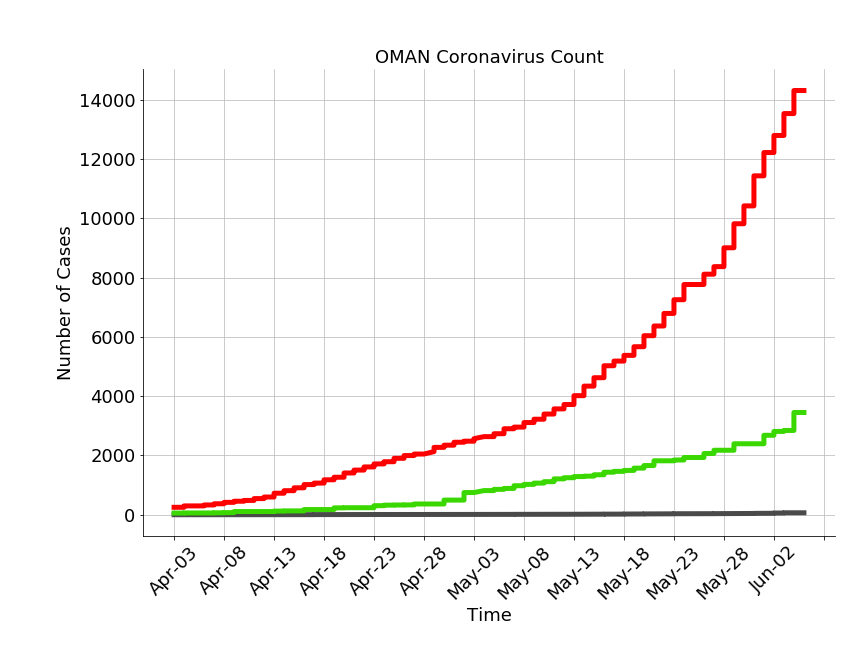 OMAN Coronavirus Count
Number of Cases
14000
12000
10000
8000
6000
4000
2000
0
Apr-03
Apr-08
Apr-13
Apr-18
Apr-23
Apr-28
May-03
May-08
May-13
May-18
May-23
May-28
Jun-02
Time